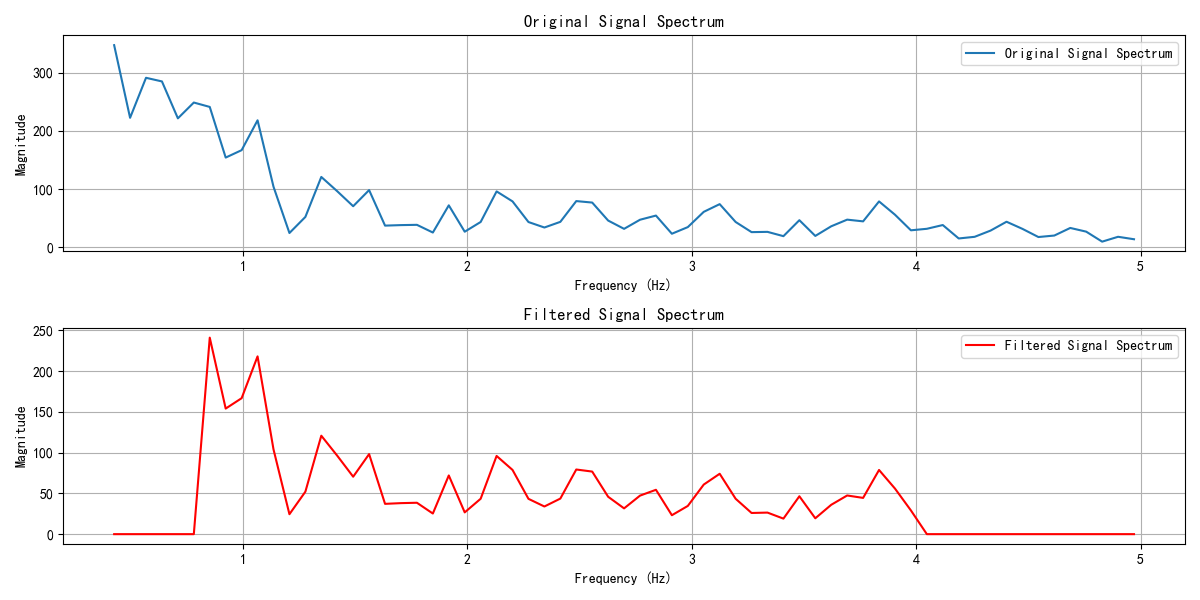 Original Signal Spectrum
Original Signal Spectrum
Magnitude
300
200
100
0
1 2 3 4 5
Frequency (Hz)
Filtered Signal Spectrum
Filtered Signal Spectrum
Magnitude
250
200
150
100
50
0
1 2 3 4 5
Frequency (Hz)